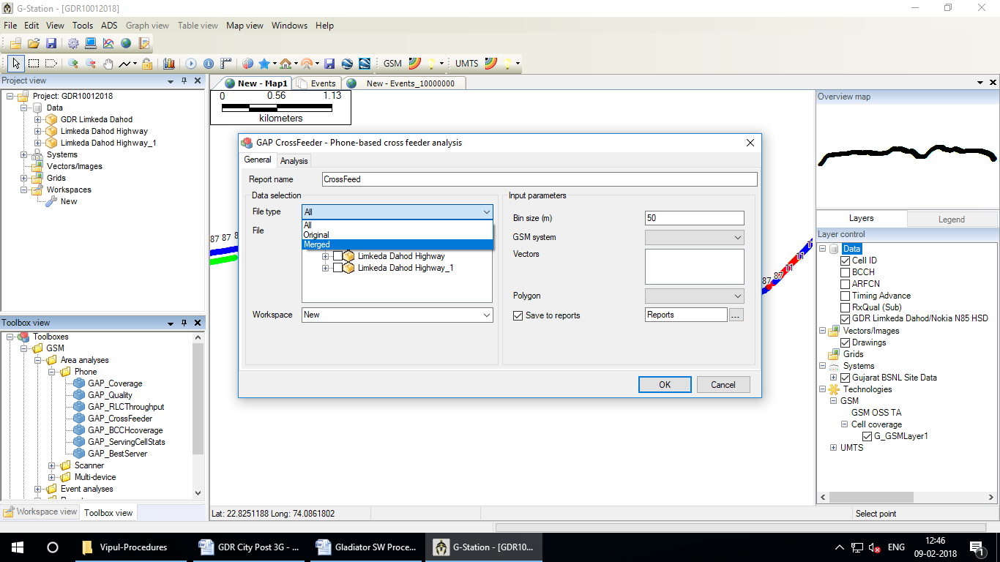 G-Station - [GDR10012018]
File Edit View Tools ADS Graph view Table view Map view Windows Help
GSM UMTS
Project view
Project: GDR10012018
Data
GDR Limkeda Dahod
Limkeda Dahod Highway
Limkeda Dahod Highway_1
Systems
Vectors/Images
Grids
Workspaces
New
Toolbox view
Toolboxes
GSM
Area analyses
Phone
GAP_Coverage
GAP_Quality
GAP_RLCThroughput
GAP_CrossFeeder
GAP_BCCHcoverage
GAP_ServingCellStats
GAP_BestServer
Scanner
Multi-device
Event analyses
Workspace view Toolbox view
New - Map1 Events New - Events_10000000
0 0.56 1.13
kilometers
87 87 8
GAP CrossFeeder - Phone-based cross feeder analysis
General Analysis
Report name CrossFeed
Data selection
File type All
All
Original
Merged
File
Limkeda Dahod Highway
Limkeda Dahod Highway_1
Workspace New
Input parameters
Bin size (m) 50
GSM system
Vectors
Polygon
Save to reports Reports ...
OK Cancel
87 87 11 11 11
Lat: 22.8251188 Long: 74.0861802
Overview map
Layers Legend
Layer control
Data
Cell ID
BCCH
ARFCN
Timing Advance
RxQual (Sub)
GDR Limkeda Dahod/Nokia N85 HSD
Vectors/Images
Drawings
Grids
Systems
Gujarat BSNL Site Data
Technologies
GSM
GSM OSS TA
Cell coverage
G_GSMLayer1
UMTS
Select point
Vipul-Procedures
GDR City Post 3G - ...
Gladiator SW Proce...
G-Station - [GDR10...
ENG
12:46
09-02-2018
1